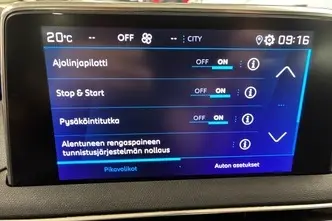 20°C -- OFF -- CITY 09:16
Ajolinjapilotti OFF ON
Stop & Start OFF ON
Pysäköintitutka OFF ON
Alentuneen rengaspaineen
tunnistusjärjestelmän nollaus
Pikavalikot Auton asetukset